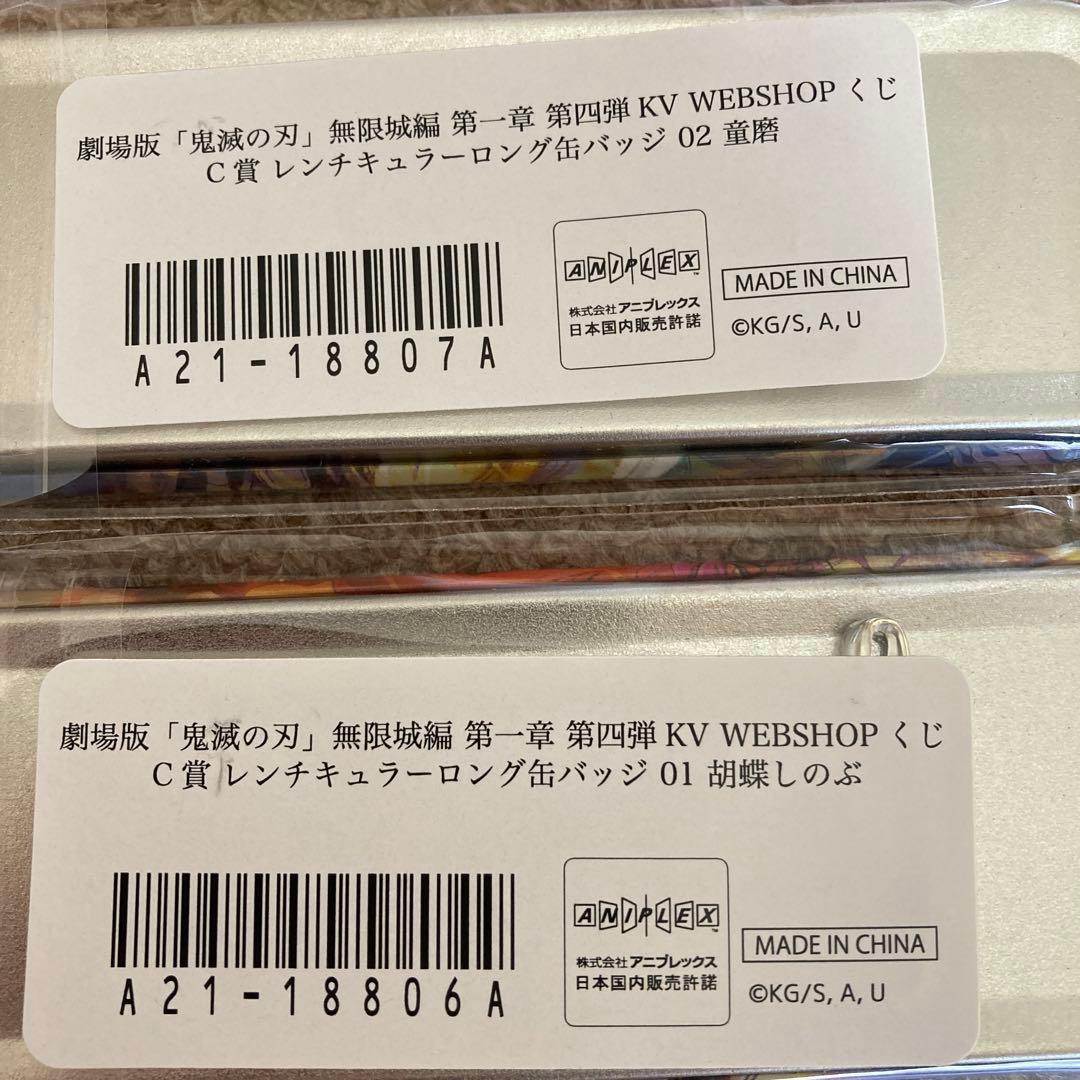 劇場版「鬼滅の刃」無限城編 第一章 第四弾 KV WEBSHOP くじ
C賞 レンチキュラーロング缶バッジ 02 童磨
ANIPLEX™
株式会社アニプレックス
日本国内販売許諾
MADE IN CHINA
©KG/S, A, U
A21-18807A
劇場版「鬼滅の刃」無限城編 第一章 第四弾 KV WEBSHOP くじ
C賞 レンチキュラーロング缶バッジ 01 胡蝶しのぶ
ANIPLEX™
株式会社アニプレックス
日本国内販売許諾
MADE IN CHINA
©KG/S, A, U
A21-18806A